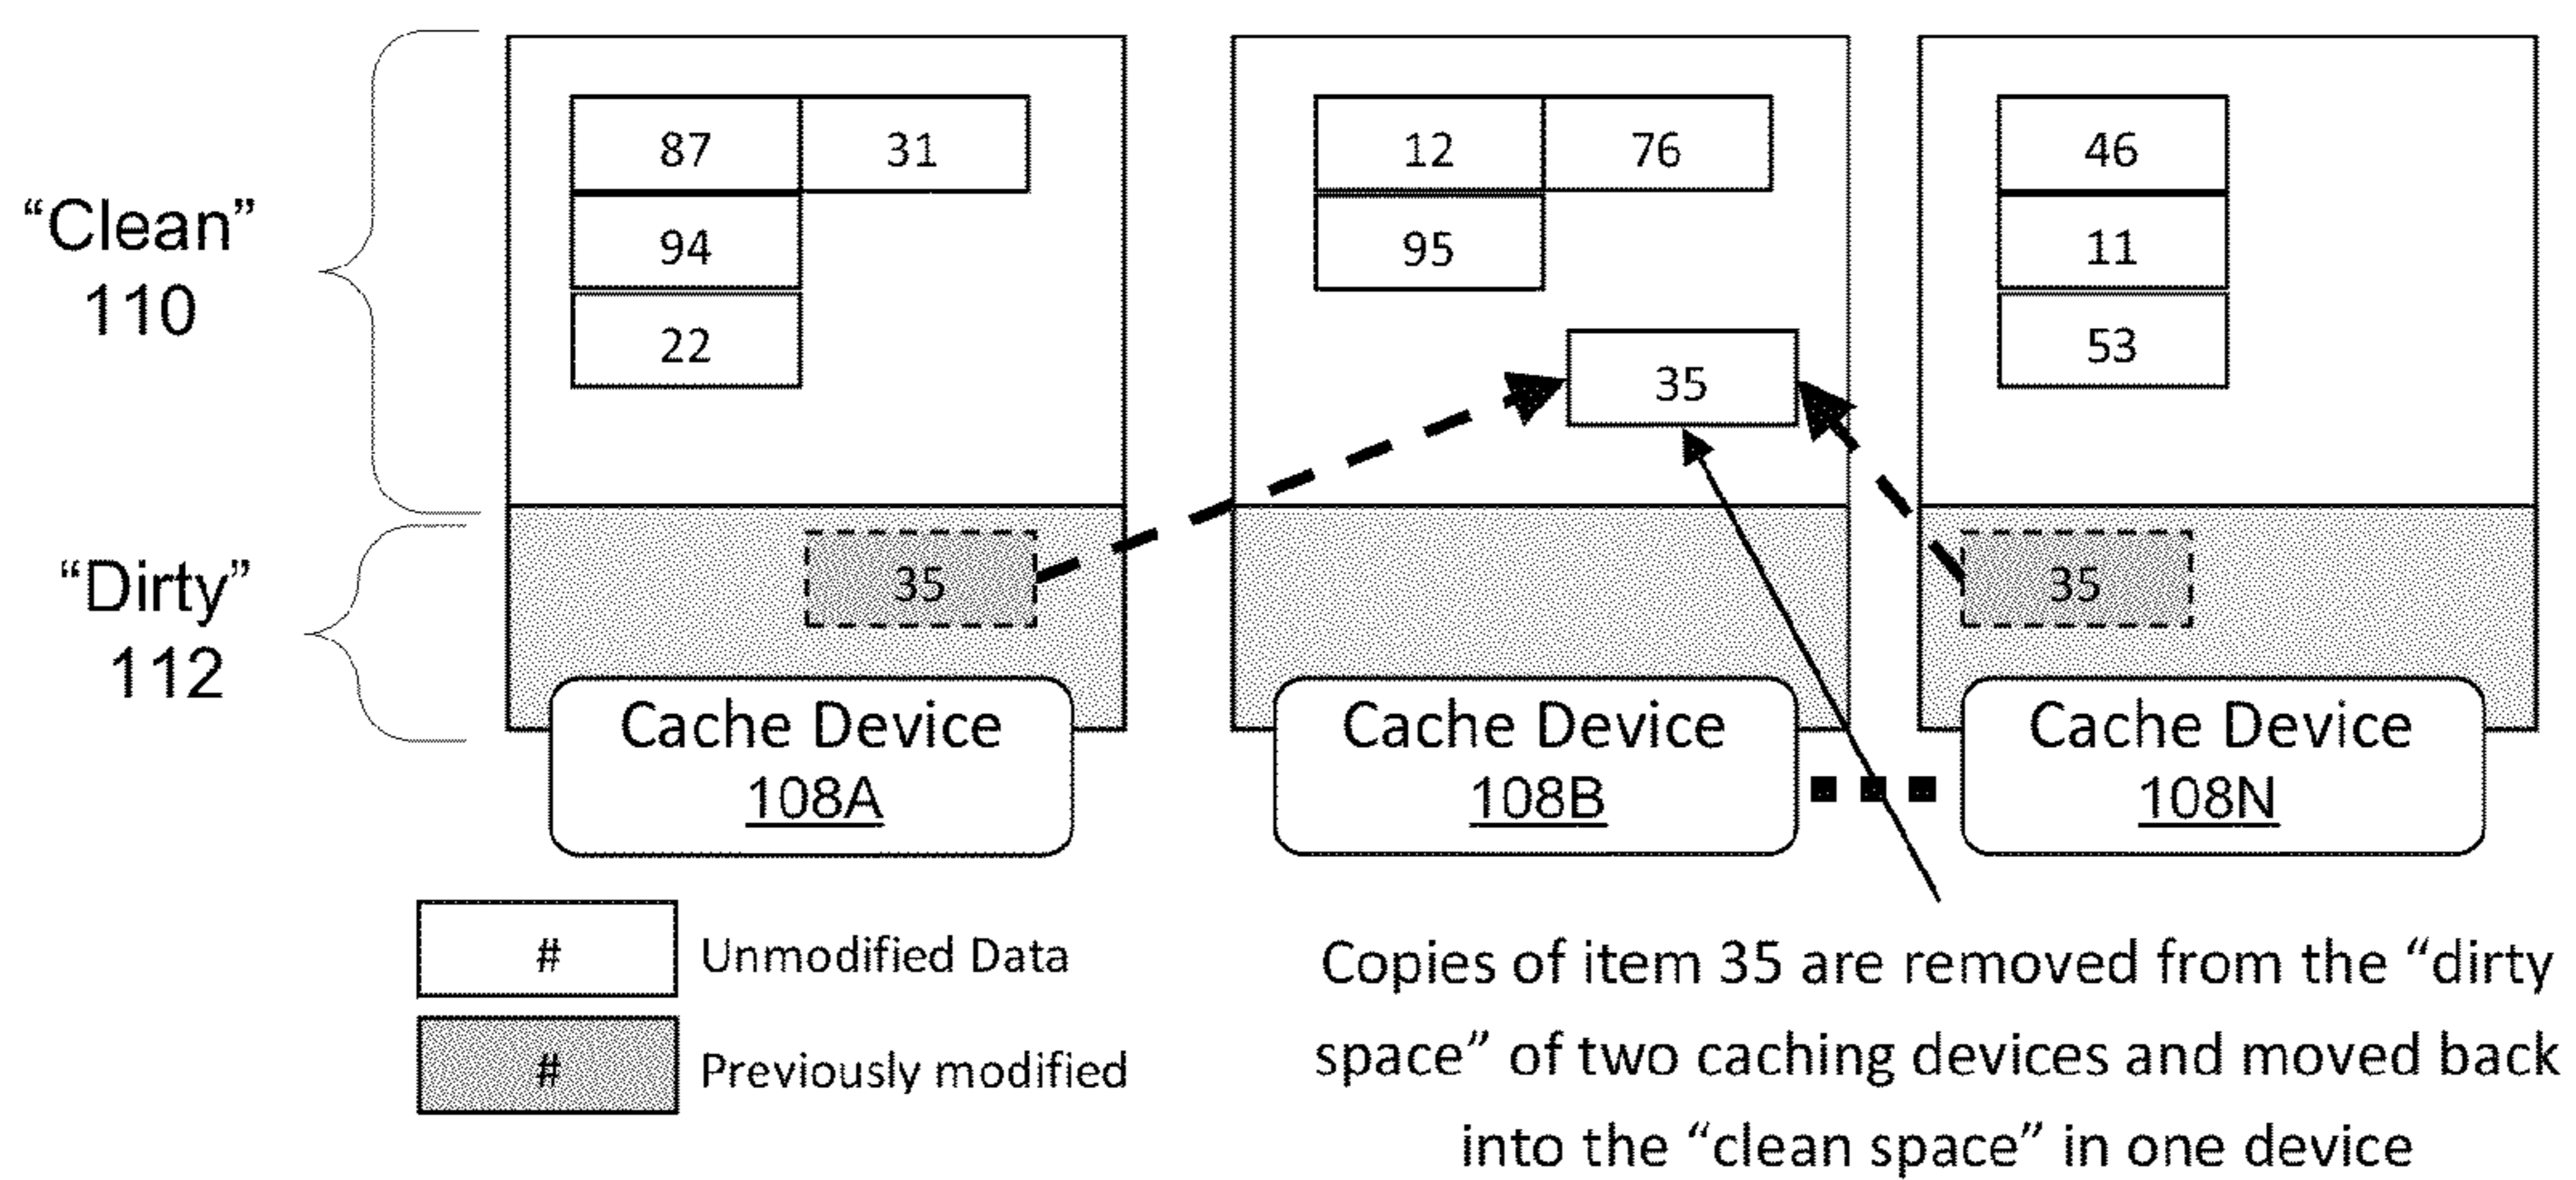 “Clean”
110
87 31
94
22
12 76
95
35
46
11
53
“Dirty”
112
35
35
Cache Device
108A
Cache Device
108B
Cache Device
108N
# Unmodified Data
# Previously modified
Copies of item 35 are removed from the “dirty
space” of two caching devices and moved back
into the “clean space” in one device